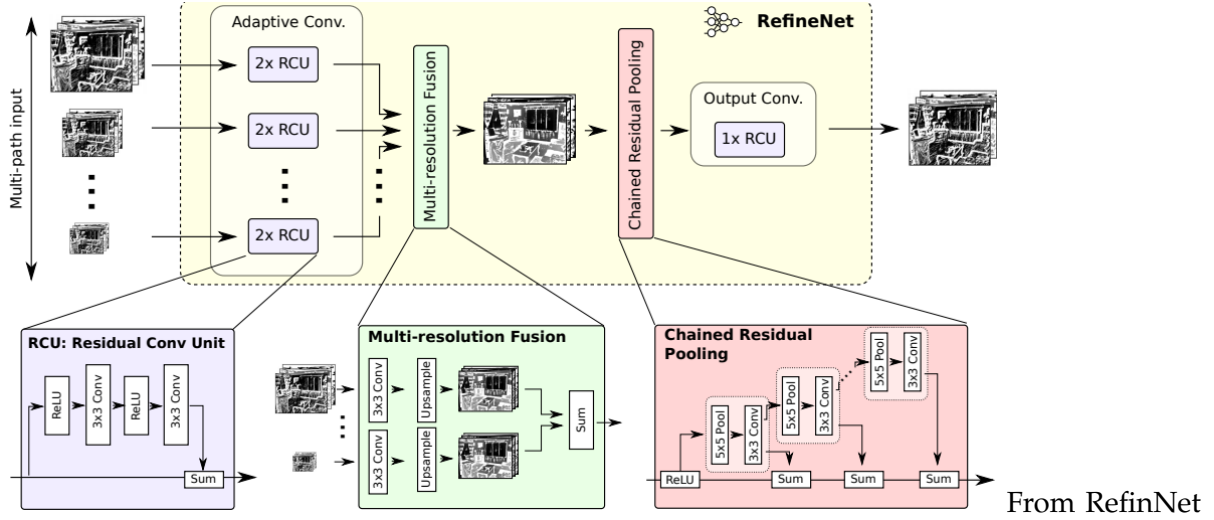 Multi-path input
Adaptive Conv.
2x RCU
2x RCU
2x RCU
Multi-resolution Fusion
Chained Residual Pooling
Output Conv.
1x RCU
RefineNet
RCU: Residual Conv Unit
ReLU
3x3 Conv
ReLU
3x3 Conv
Sum
Multi-resolution Fusion
3x3 Conv
Upsample
3x3 Conv
Upsample
Sum
Chained Residual
Pooling
ReLU
5x5 Pool
3x3 Conv
Sum
5x5 Pool
3x3 Conv
Sum
5x5 Pool
3x3 Conv
Sum
From RefinNet